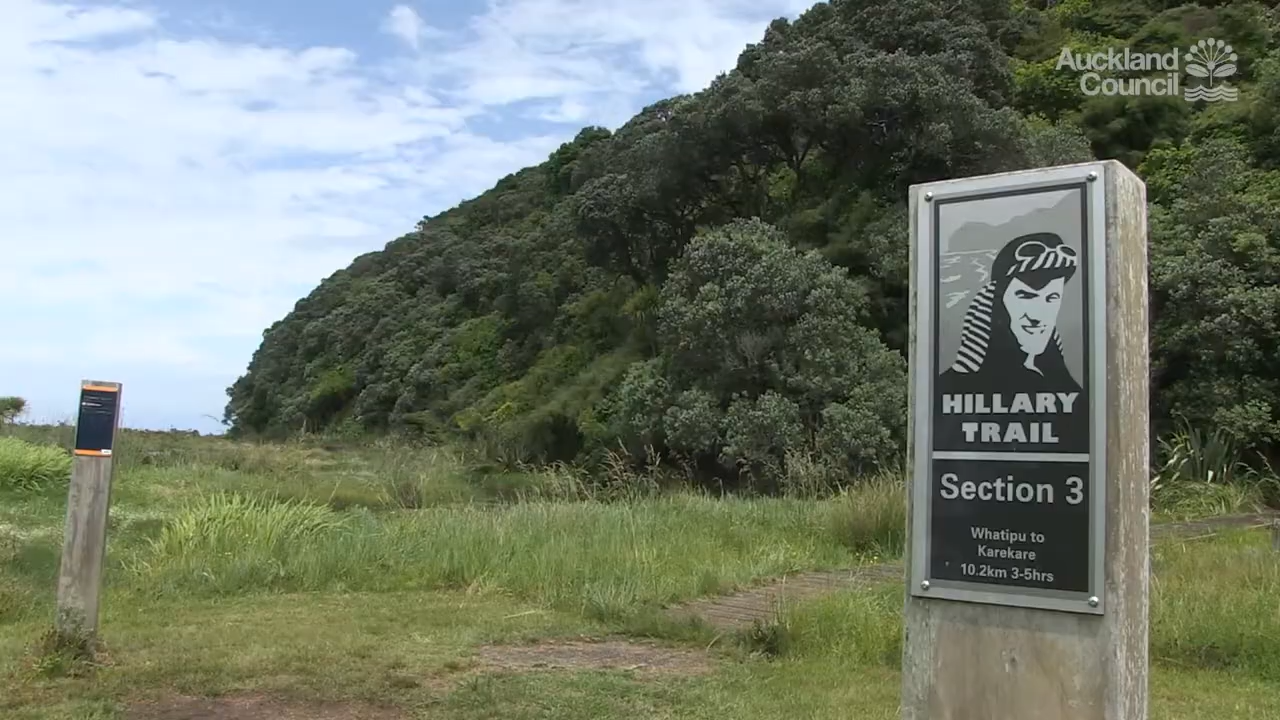 Auckland
Council
HILLARY
TRAIL
Section 3
Whatipu to
Karekare
10.2km 3-5hrs